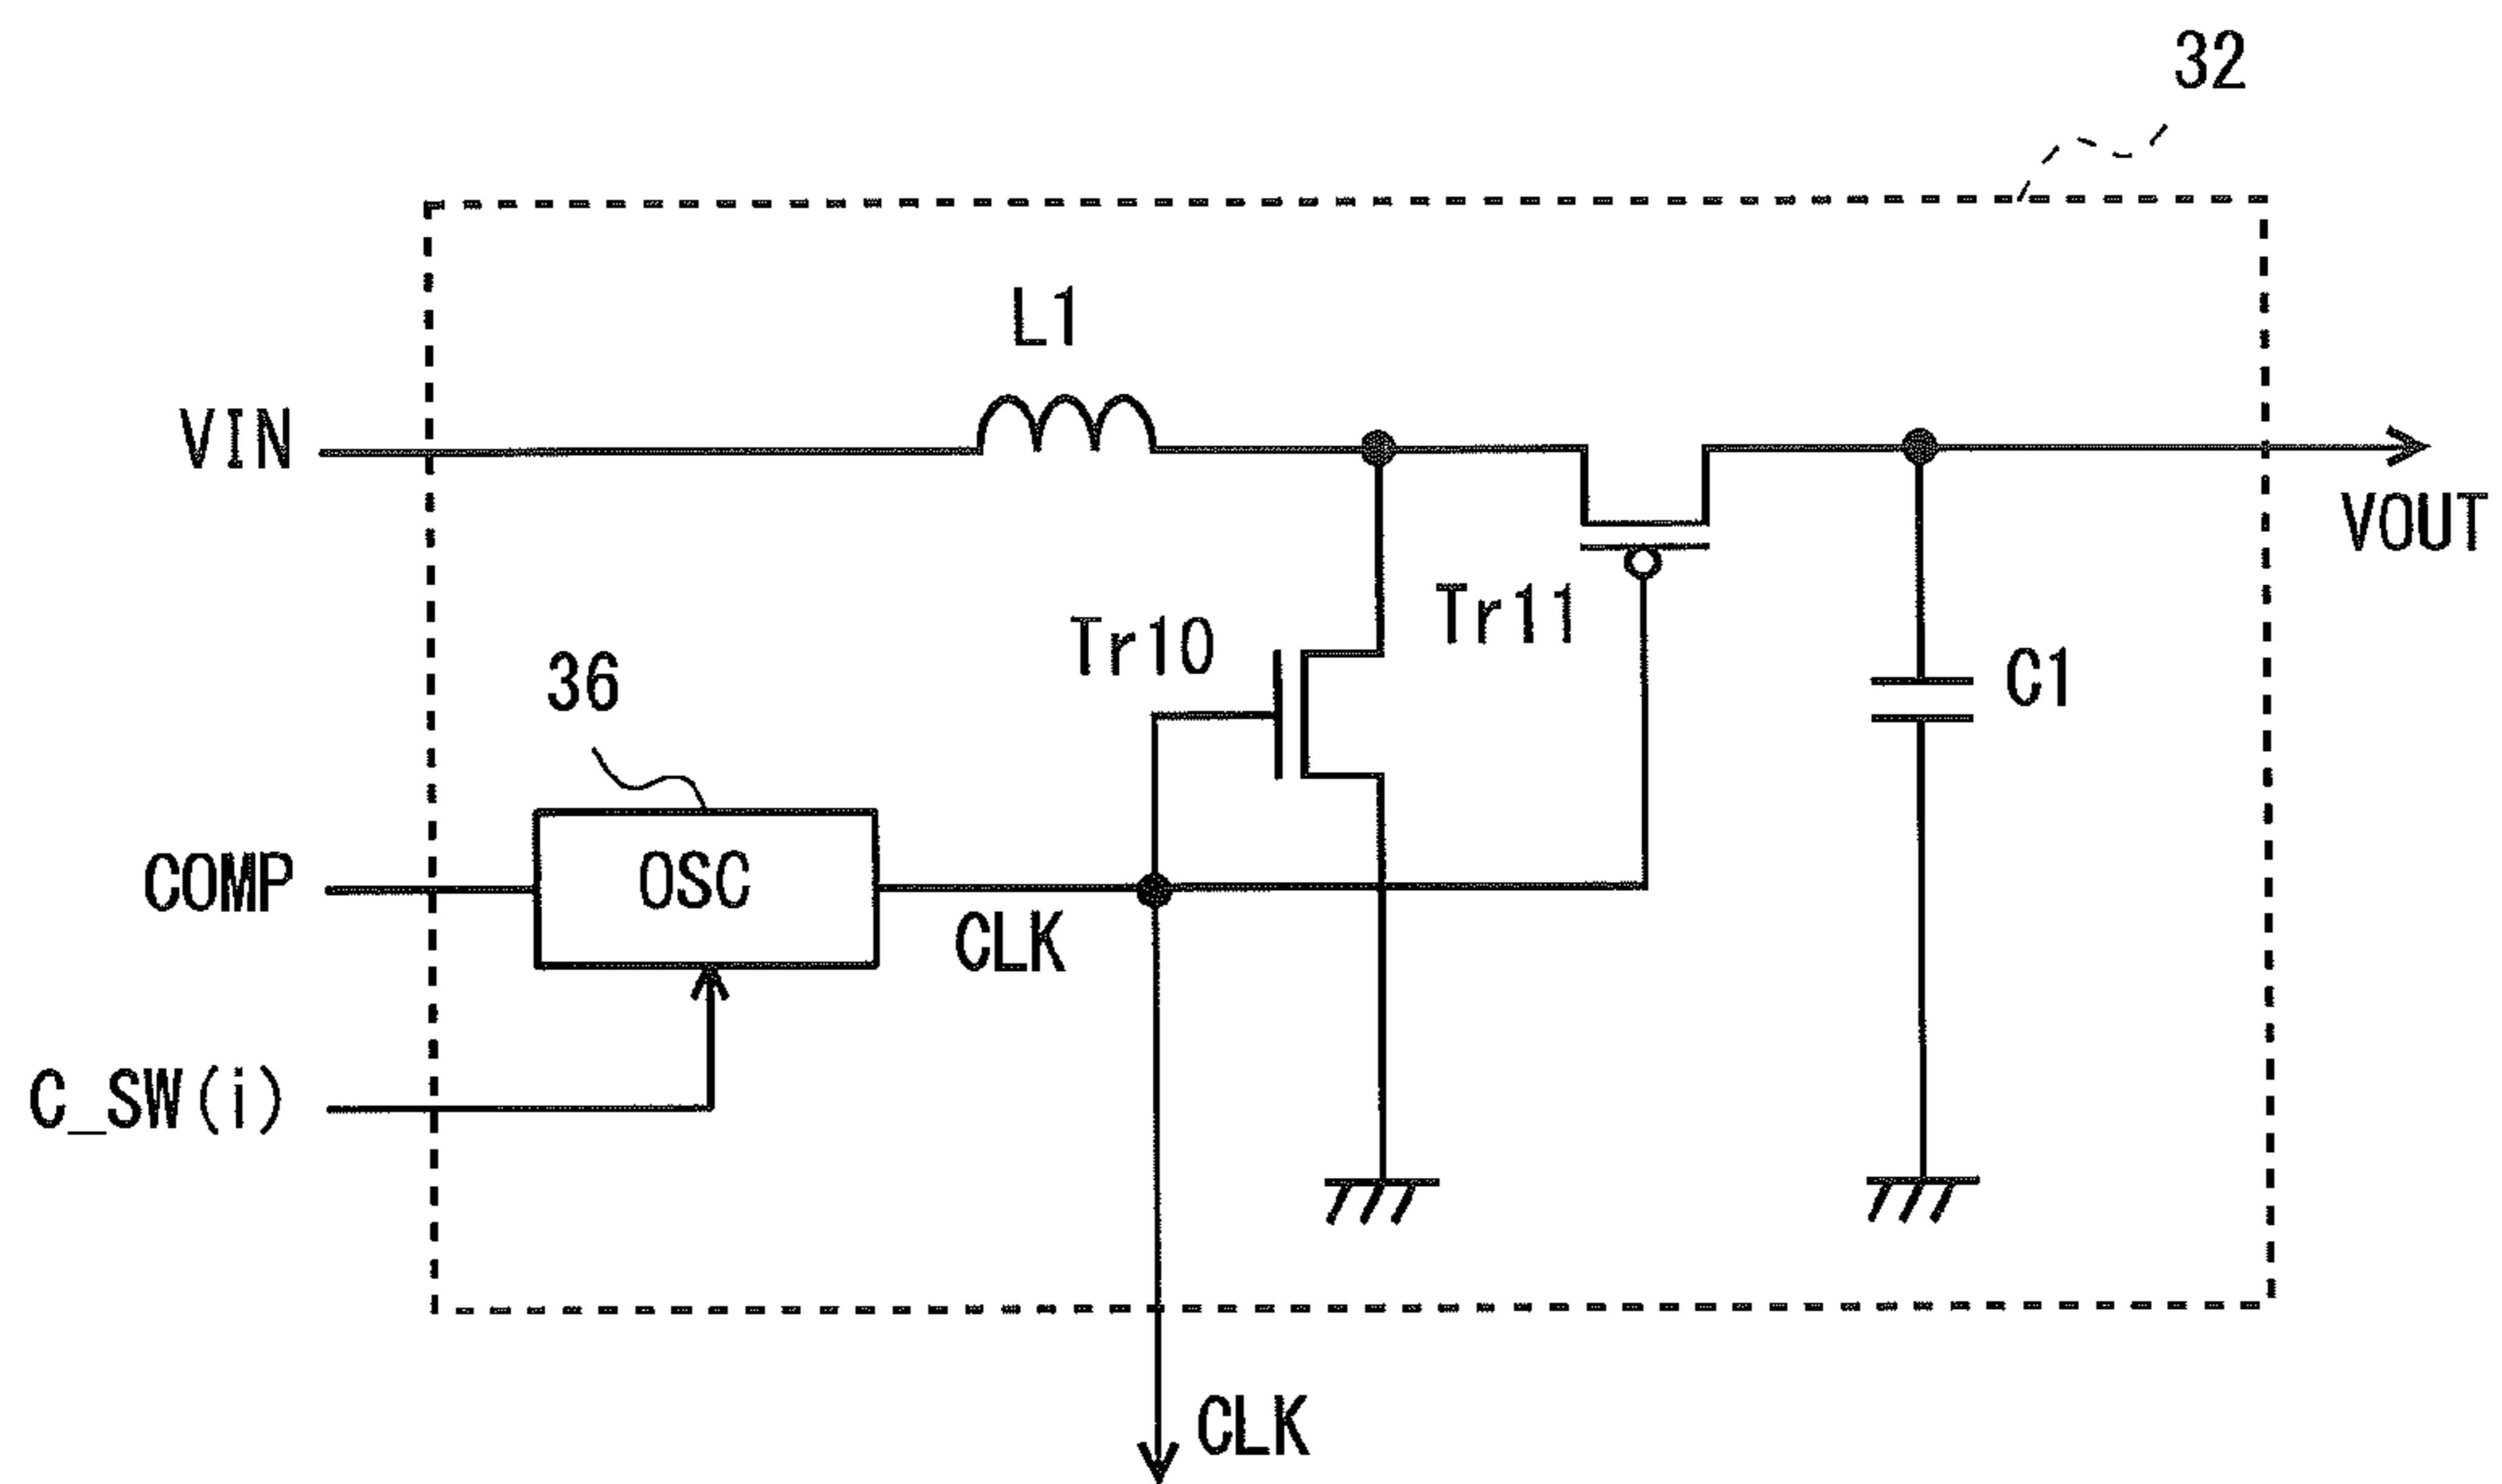 32
L1
VIN
VOUT
Tr11
Tr10
C1
36
COMP
OSC
CLK
C_SW(i)
CLK